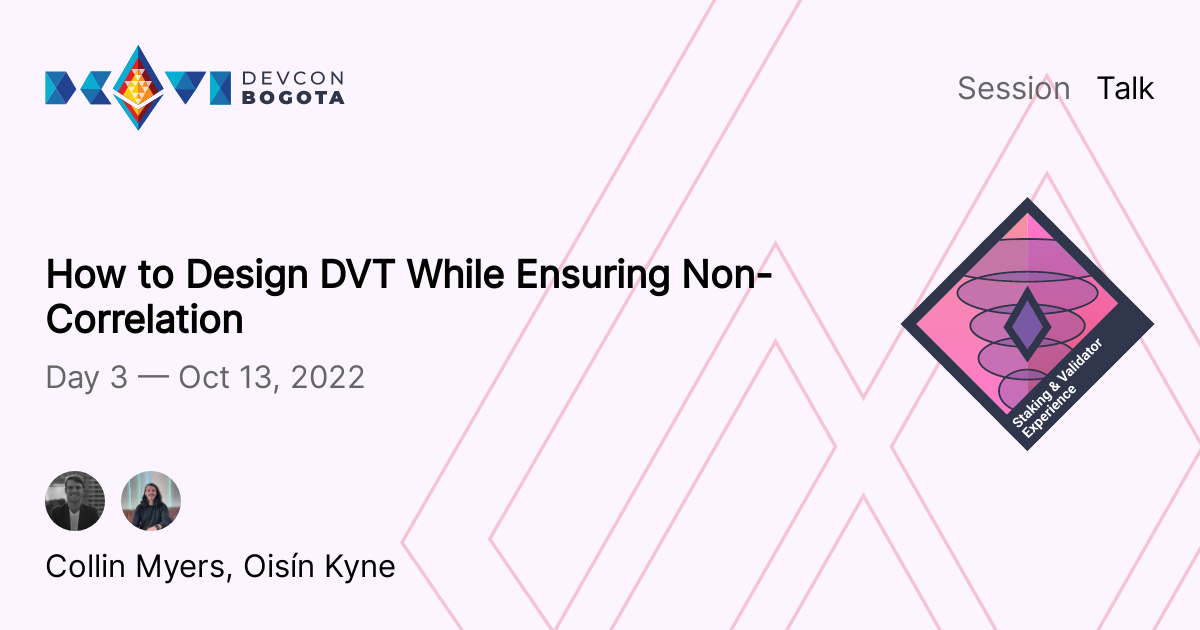 DEVCON
BOGOTA
Session Talk
How to Design DVT While Ensuring Non-
Correlation
Day 3 — Oct 13, 2022
Staking & Validator
Experience
Collin Myers, Oisín Kyne